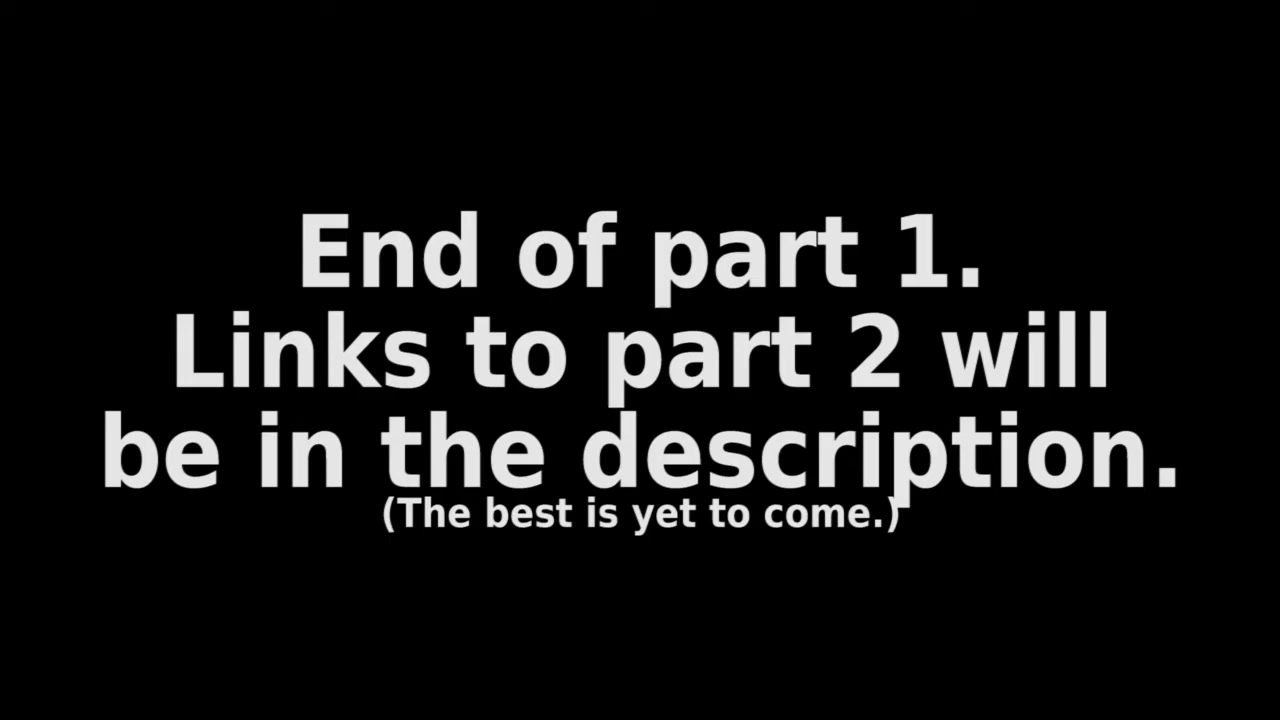 End of part 1.
Links to part 2 will
be in the description.
(The best is yet to come.)